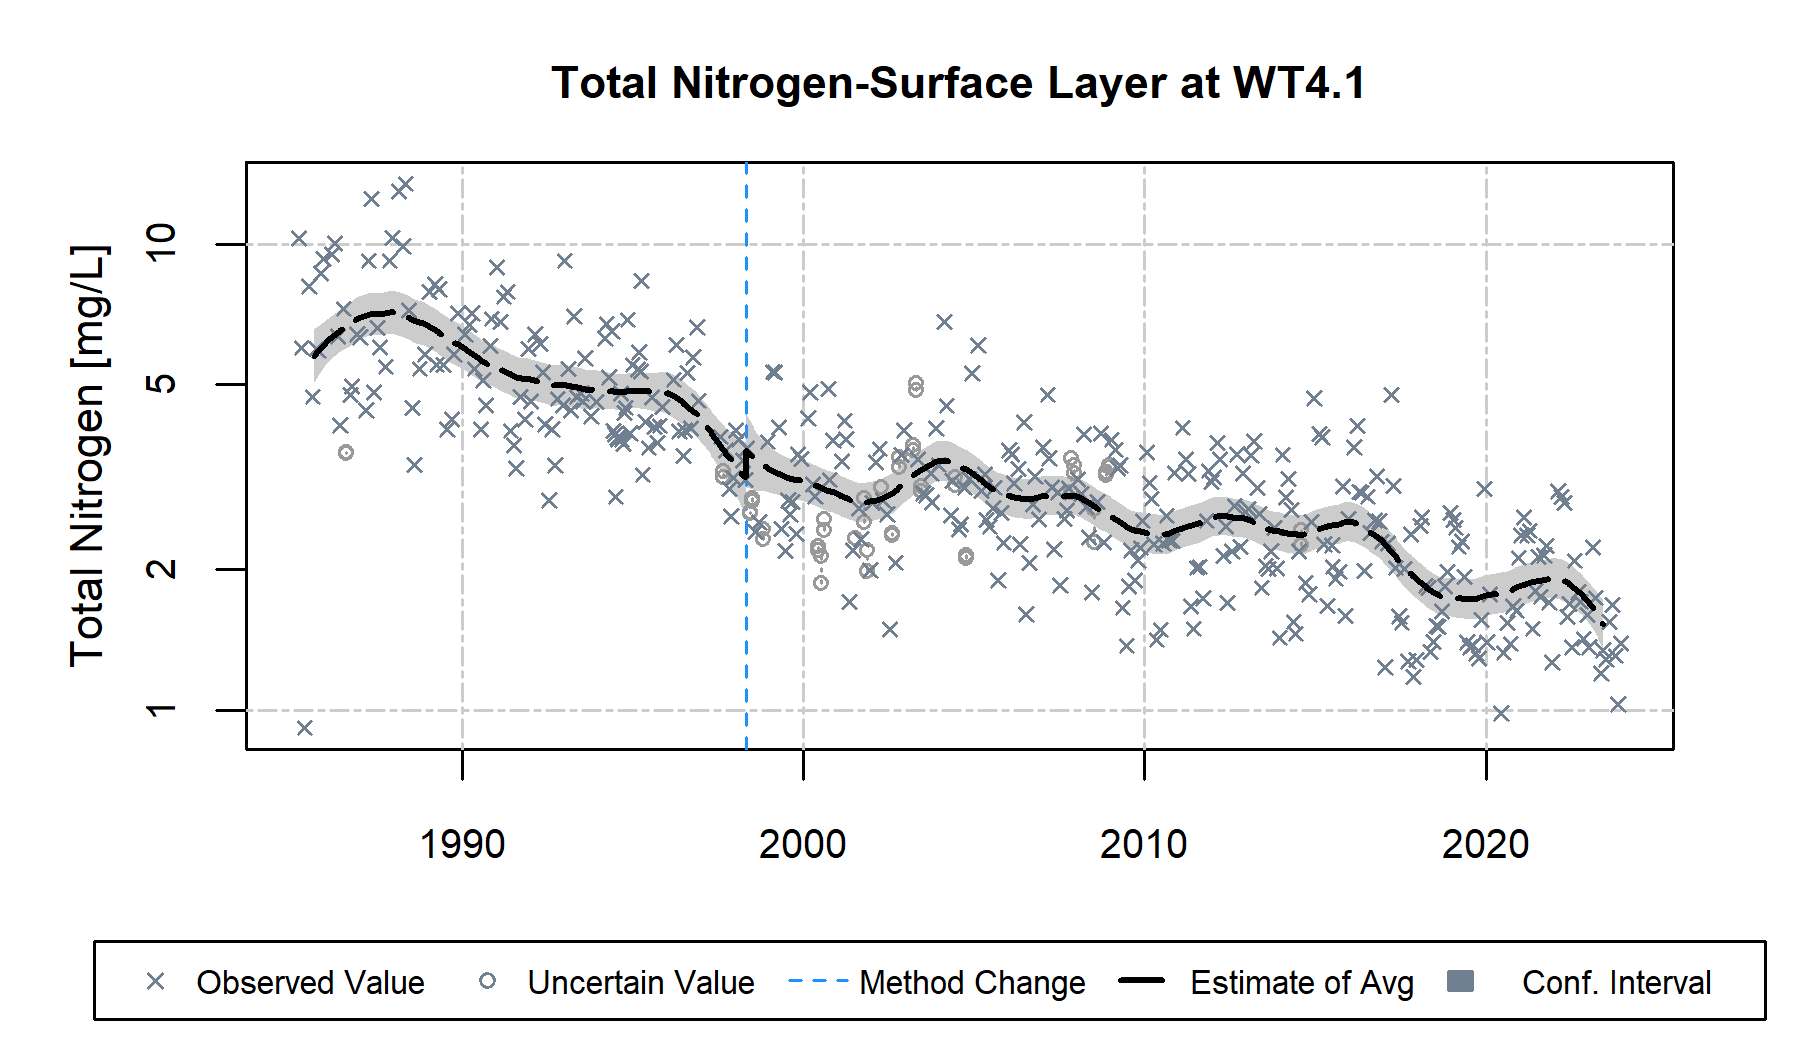 Total Nitrogen-Surface Layer at WT4.1
Total Nitrogen [mg/L]
10
5
2
1
1990 2000 2010 2020
Observed Value Uncertain Value Method Change Estimate of Avg Conf. Interval